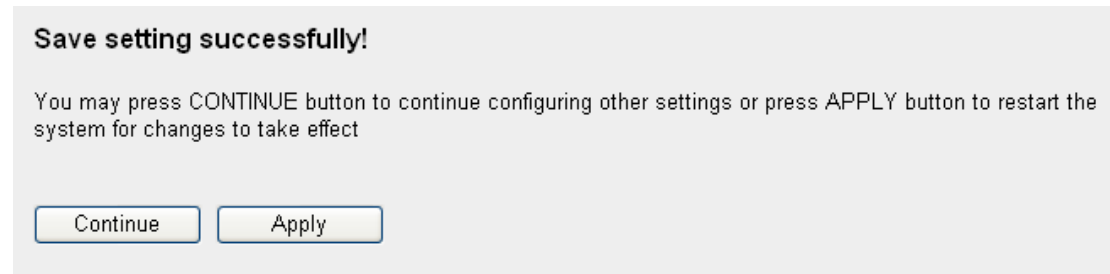 Save setting successfully!
You may press CONTINUE button to continue configuring other settings or press APPLY button to restart the
system for changes to take effect
Continue
Apply